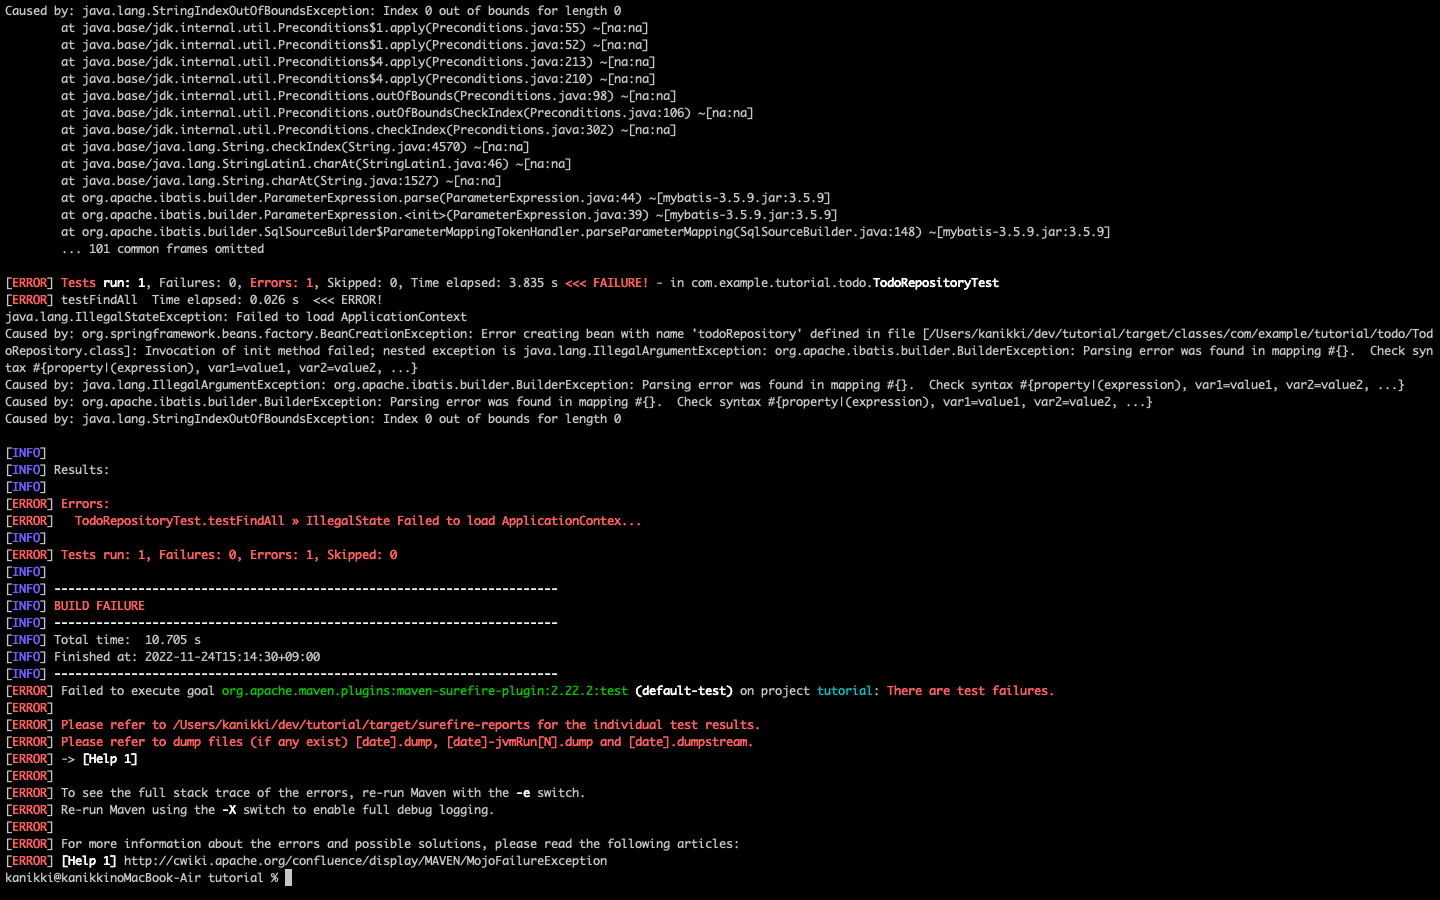 Caused by: java.lang.StringIndexOutOfBoundsException: Index 0 out of bounds for length 0
at java.base/jdk.internal.util.Preconditions$1.apply(Preconditions.java:55) ~[na:na]
at java.base/jdk.internal.util.Preconditions$1.apply(Preconditions.java:52) ~[na:na]
at java.base/jdk.internal.util.Preconditions$4.apply(Preconditions.java:213) ~[na:na]
at java.base/jdk.internal.util.Preconditions$4.apply(Preconditions.java:210) ~[na:na]
at java.base/jdk.internal.util.Preconditions.outOfBounds(Preconditions.java:98) ~[na:na]
at java.base/jdk.internal.util.Preconditions.outOfBoundsCheckIndex(Preconditions.java:106) ~[na:na]
at java.base/jdk.internal.util.Preconditions.checkIndex(Preconditions.java:302) ~[na:na]
at java.base/java.lang.String.checkIndex(String.java:4570) ~[na:na]
at java.base/java.lang.StringLatin1.charAt(StringLatin1.java:46) ~[na:na]
at java.base/java.lang.String.charAt(String.java:1527) ~[na:na]
at org.apache.ibatis.builder.ParameterExpression.parse(ParameterExpression.java:44) ~[mybatis-3.5.9.jar:3.5.9]
at org.apache.ibatis.builder.ParameterExpression.<init>(ParameterExpression.java:39) ~[mybatis-3.5.9.jar:3.5.9]
at org.apache.ibatis.builder.SqlSourceBuilder$ParameterMappingTokenHandler.parseParameterMapping(SqlSourceBuilder.java:148) ~[mybatis-3.5.9.jar:3.5.9]
... 101 common frames omitted
[ERROR] Tests run: 1, Failures: 0, Errors: 1, Skipped: 0, Time elapsed: 3.835 s <<< FAILURE! - in com.example.tutorial.todo.TodoRepositoryTest
[ERROR] testFindAll  Time elapsed: 0.026 s  <<< ERROR!
java.lang.IllegalStateException: Failed to load ApplicationContext
Caused by: org.springframework.beans.factory.BeanCreationException: Error creating bean with name 'todoRepository' defined in file [/Users/kanikki/dev/tutorial/target/classes/com/example/tutorial/todo/Tod
oRepository.class]: Invocation of init method failed; nested exception is java.lang.IllegalArgumentException: org.apache.ibatis.builder.BuilderException: Parsing error was found in mapping #{}.  Check syn
tax #{property|(expression), var1=value1, var2=value2, ...}
Caused by: java.lang.IllegalArgumentException: org.apache.ibatis.builder.BuilderException: Parsing error was found in mapping #{}.  Check syntax #{property|(expression), var1=value1, var2=value2, ...}
Caused by: org.apache.ibatis.builder.BuilderException: Parsing error was found in mapping #{}.  Check syntax #{property|(expression), var1=value1, var2=value2, ...}
Caused by: java.lang.StringIndexOutOfBoundsException: Index 0 out of bounds for length 0
[INFO]
[INFO] Results:
[INFO]
[ERROR] Errors:
[ERROR]   TodoRepositoryTest.testFindAll » IllegalState Failed to load ApplicationContex...
[INFO]
[ERROR] Tests run: 1, Failures: 0, Errors: 1, Skipped: 0
[INFO]
[INFO] ------------------------------------------------------------------------
[INFO] BUILD FAILURE
[INFO] ------------------------------------------------------------------------
[INFO] Total time:  10.705 s
[INFO] Finished at: 2022-11-24T15:14:30+09:00
[INFO] ------------------------------------------------------------------------
[ERROR] Failed to execute goal org.apache.maven.plugins:maven-surefire-plugin:2.22.2:test (default-test) on project tutorial: There are test failures.
[ERROR]
[ERROR] Please refer to /Users/kanikki/dev/tutorial/target/surefire-reports for the individual test results.
[ERROR] Please refer to dump files (if any exist) [date].dump, [date]-jvmRun[N].dump and [date].dumpstream.
[ERROR] -> [Help 1]
[ERROR]
[ERROR] To see the full stack trace of the errors, re-run Maven with the -e switch.
[ERROR] Re-run Maven using the -X switch to enable full debug logging.
[ERROR]
[ERROR] For more information about the errors and possible solutions, please read the following articles:
[ERROR] [Help 1] http://cwiki.apache.org/confluence/display/MAVEN/MojoFailureException
kanikki@kanikkinoMacBook-Air tutorial %